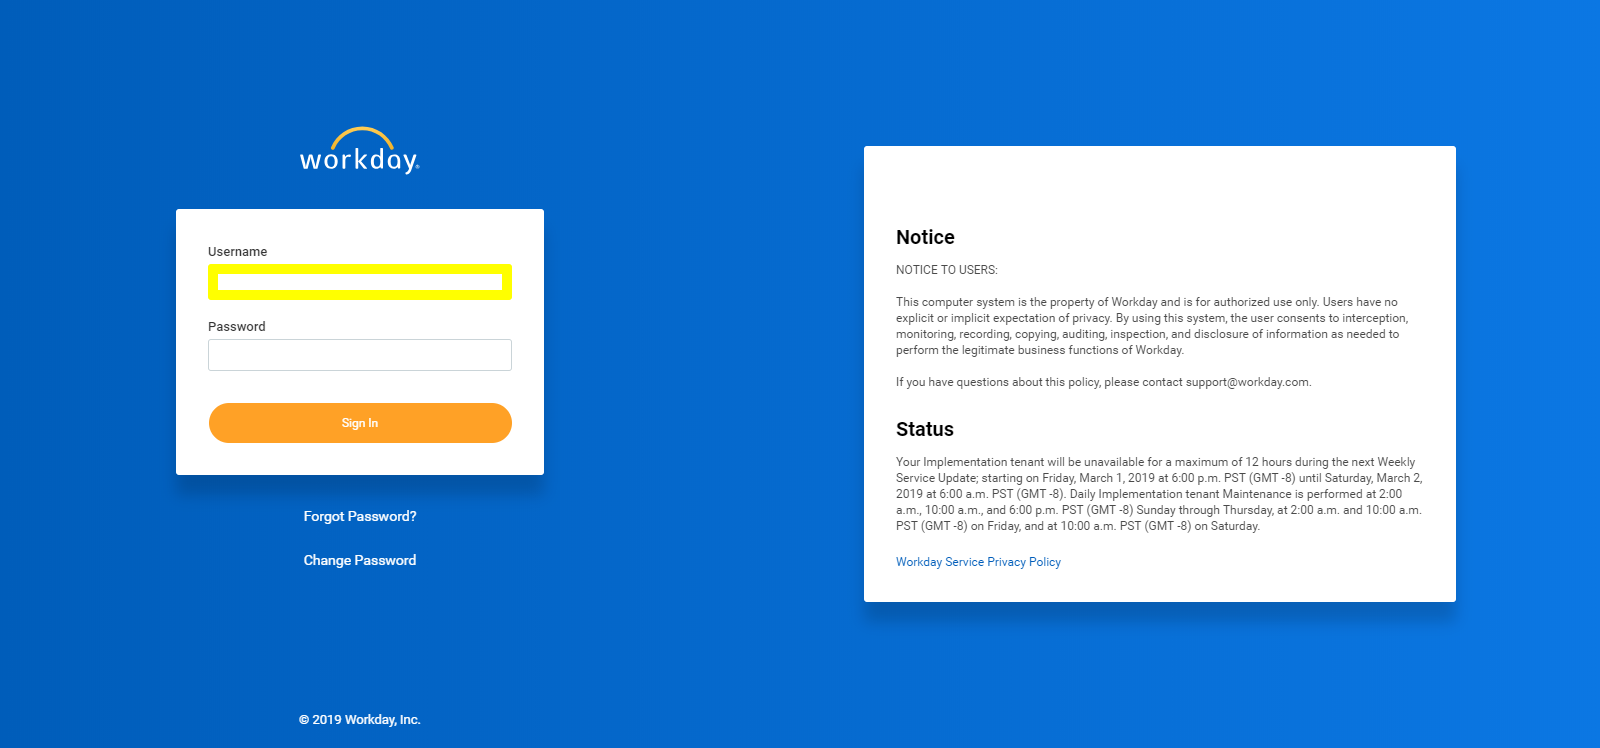 workday
Username
Password
Sign In
Forgot Password?
Change Password
© 2019 Workday, Inc.
Notice
NOTICE TO USERS:
This computer system is the property of Workday and is for authorized use only. Users have no
explicit or implicit expectation of privacy. By using this system, the user consents to interception,
monitoring, recording, copying, auditing, inspection, and disclosure of information as needed to
perform the legitimate business functions of Workday.
If you have questions about this policy, please contact support@workday.com.
Status
Your Implementation tenant will be unavailable for a maximum of 12 hours during the next Weekly
Service Update; starting on Friday, March 1, 2019 at 6:00 p.m. PST (GMT -8) until Saturday, March 2,
2019 at 6:00 a.m. PST (GMT -8). Daily Implementation tenant Maintenance is performed at 2:00
a.m., 10:00 a.m., and 6:00 p.m. PST (GMT -8) Sunday through Thursday, at 2:00 a.m. and 10:00 a.m.
PST (GMT -8) on Friday, and at 10:00 a.m. PST (GMT -8) on Saturday.
Workday Service Privacy Policy